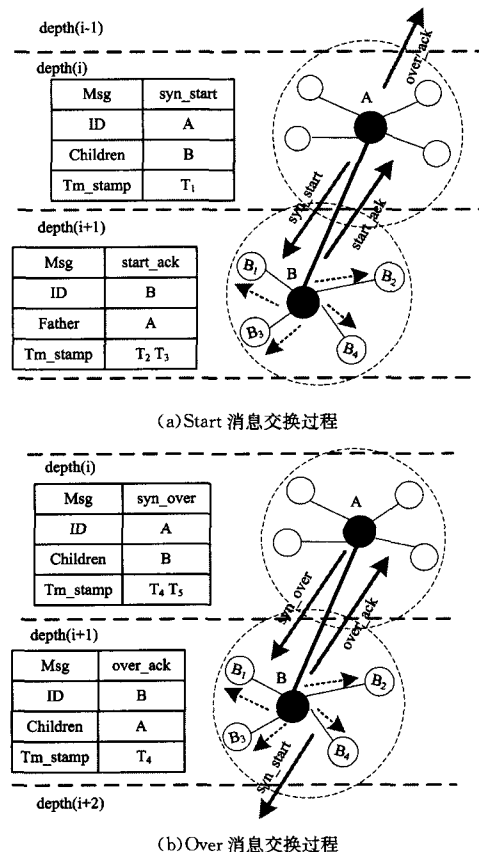 depth(i-1)
over_ack
depth(i)
Msg syn_start
ID A
Children B
Tm_stamp T₁
A
syn_start
start_ack
depth(i+1)
Msg start_ack
ID B
Father A
Tm_stamp T₂ T₃
B₁
B
B₂
B₃
B₄
(a)Start 消息交换过程
depth(i)
Msg syn_over
ID A
Children B
Tm_stamp T₄ T₅
A
syn_over
over_ack
depth(i+1)
Msg over_ack
ID B
Children A
Tm_stamp T₄
B₁
B
B₂
B₃
B₄
syn_start
depth(i+2)
(b)Over 消息交换过程